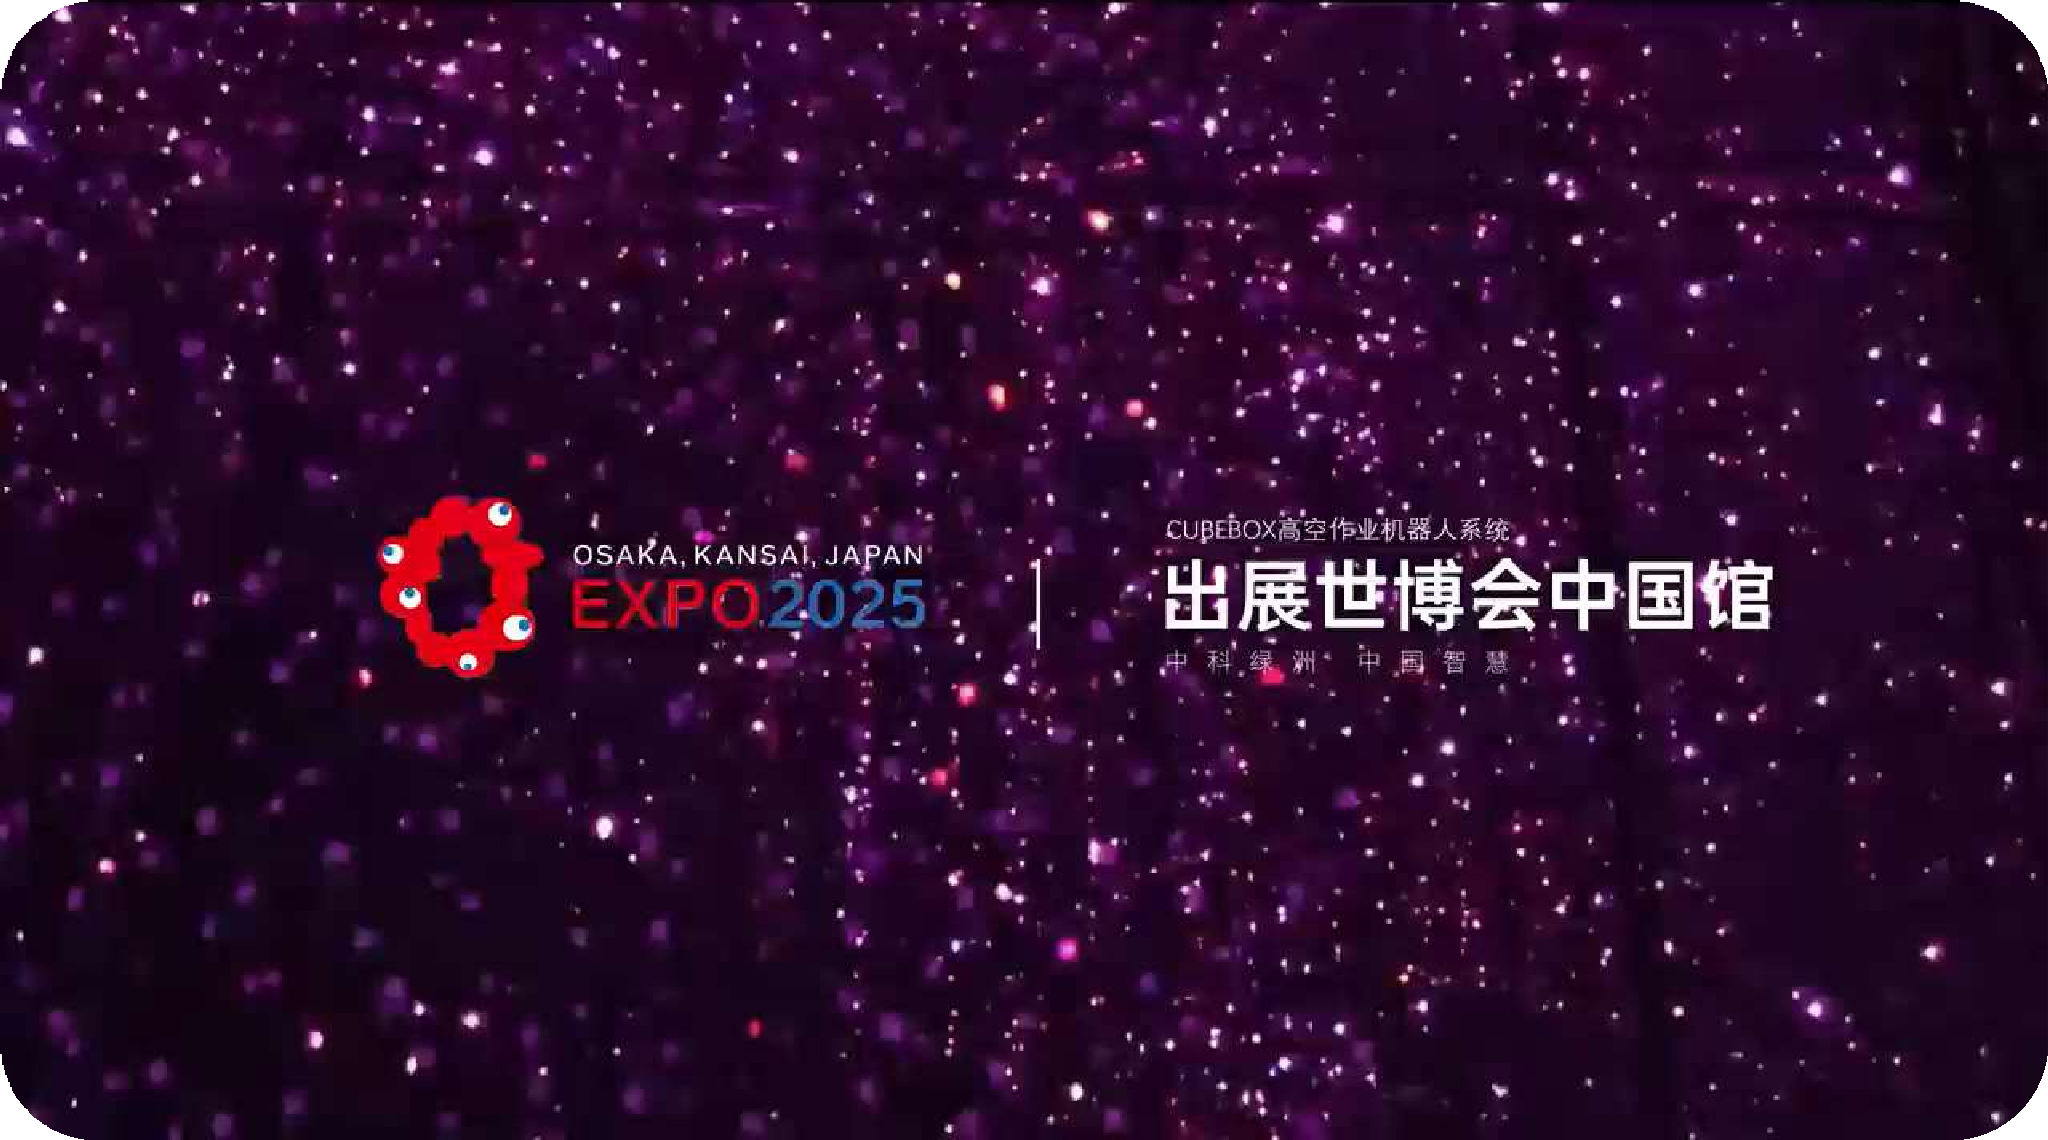 OSAKA, KANSAI, JAPAN
EXPO2025
CUBEBOX高空作业机器人系统
出展世博会中国馆
中科绿洲 中国智慧